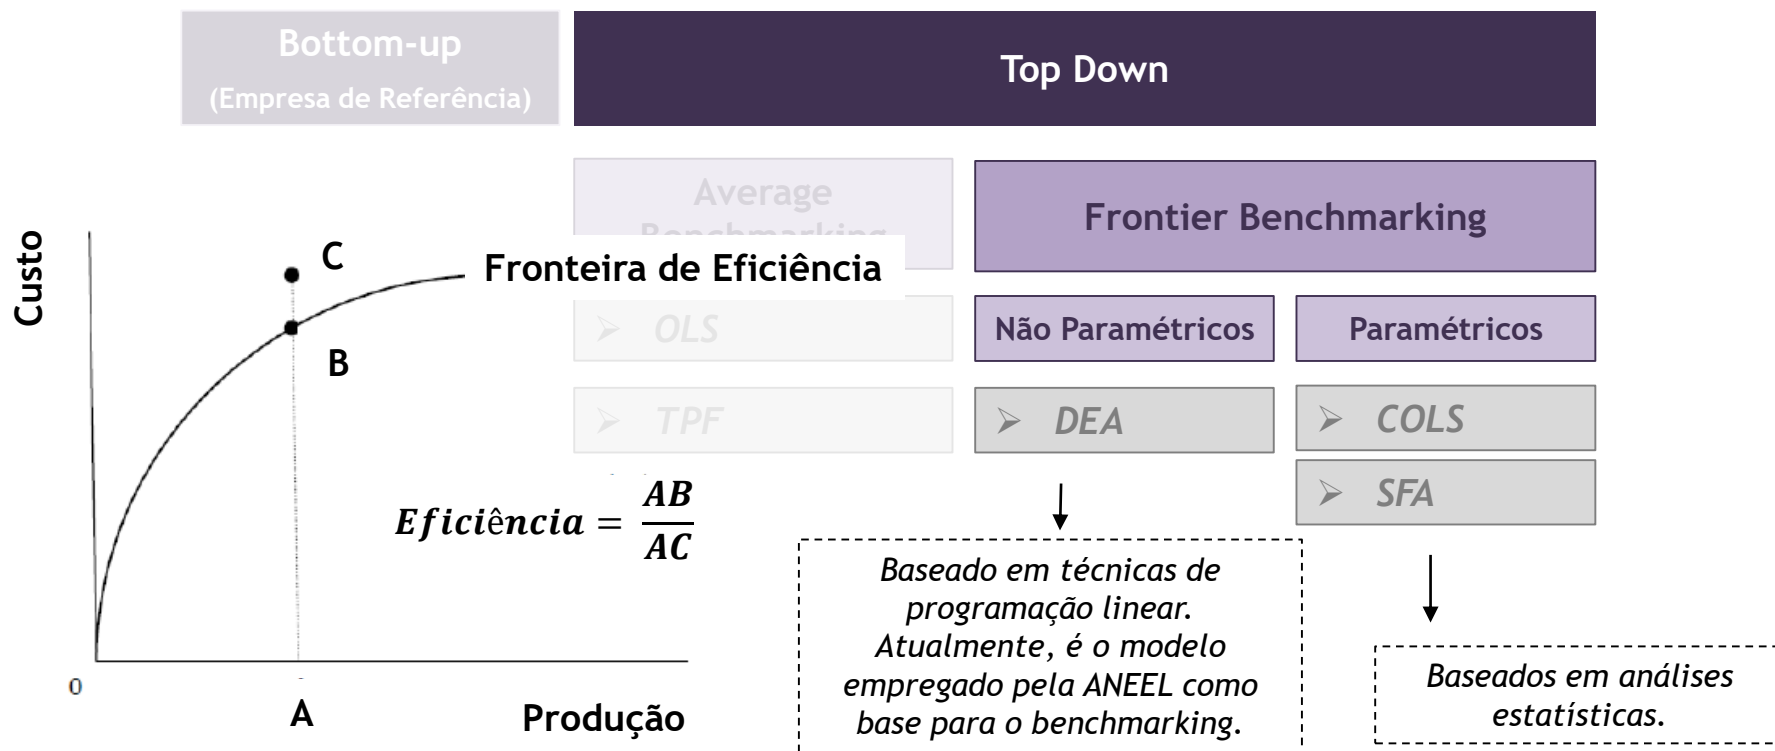 Bottom-up
(Empresa de Referência)
Top Down
Average
Benchmarking
Frontier Benchmarking
Custo
C
Fronteira de Eficiência
B
➢ OLS
Não Paramétricos
Paramétricos
➢ TPF
➢ DEA
➢ COLS
➢ SFA
Eficiência = AB
AC
0
A
Produção
Baseado em técnicas de
programação linear.
Atualmente, é o modelo
empregado pela ANEEL como
base para o benchmarking.
Baseados em análises
estatísticas.